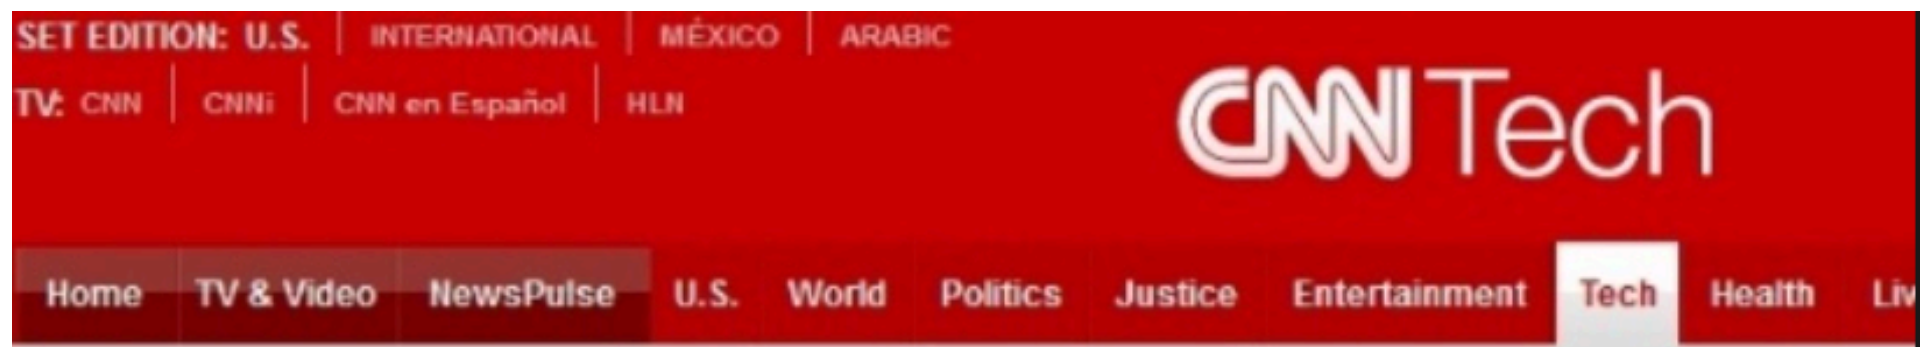 SET EDITION: U.S. INTERNATIONAL MÉXICO ARABIC
TV: CNN CNNi CNN en Español HLN
CNN Tech
Home TV & Video NewsPulse U.S. World Politics Justice Entertainment Tech Health